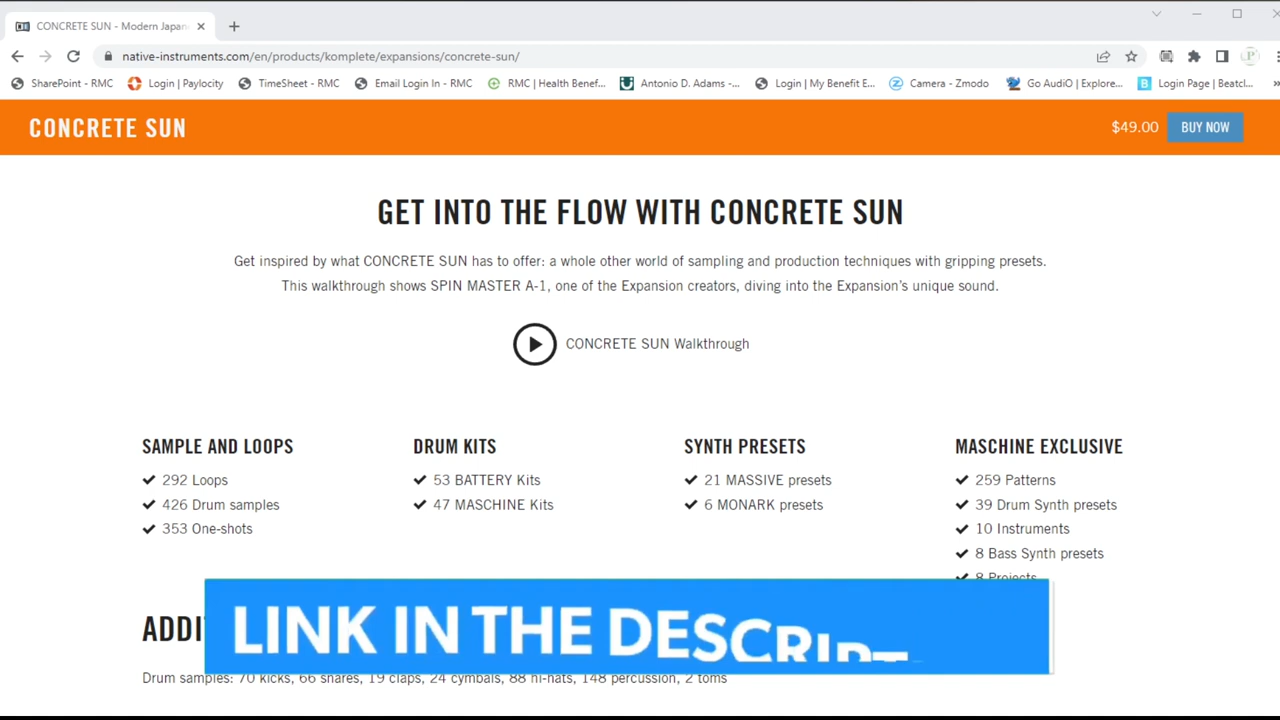 CONCRETE SUN - Modern Japan
native-instruments.com/en/products/komplete/expansions/concrete-sun/
SharePoint - RMC
Login | Paylocity
TimeSheet - RMC
Email Login In - RMC
RMC | Health Benef...
Antonio D. Adams -...
Login | My Benefit E...
Camera - Zmodo
Go AudiO | Explore...
Login Page | Beatcl...
CONCRETE SUN
$49.00
BUY NOW
GET INTO THE FLOW WITH CONCRETE SUN
Get inspired by what CONCRETE SUN has to offer: a whole other world of sampling and production techniques with gripping presets.
This walkthrough shows SPIN MASTER A-1, one of the Expansion creators, diving into the Expansion's unique sound.
CONCRETE SUN Walkthrough
SAMPLE AND LOOPS
292 Loops
426 Drum samples
353 One-shots
DRUM KITS
53 BATTERY Kits
47 MASCHINE Kits
SYNTH PRESETS
21 MASSIVE presets
6 MONARK presets
MASCHINE EXCLUSIVE
259 Patterns
39 Drum Synth presets
10 Instruments
8 Bass Synth presets
8 Projects
ADDI
LINK IN THE DESCRIPT
Drum samples: 70 kicks, 66 snares, 19 claps, 24 cymbals, 88 hi-hats, 148 percussion, 2 toms